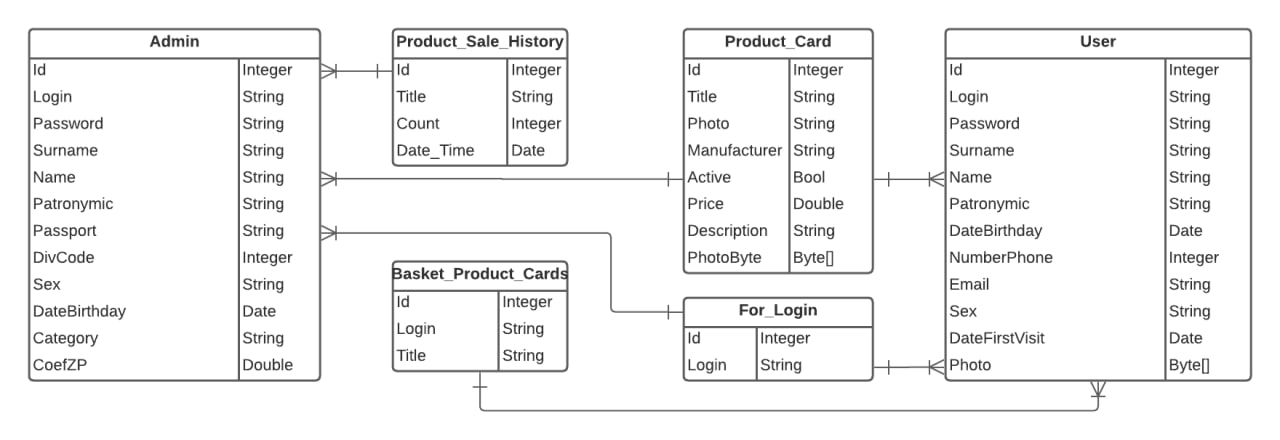 Admin
Id Integer
Login String
Password String
Surname String
Name String
Patronymic String
Passport String
DivCode Integer
Sex String
DateBirthday Date
Category String
CoefZP Double
Product_Sale_History
Id Integer
Title String
Count Integer
Date_Time Date
Basket_Product_Cards
Id Integer
Login String
Title String
Product_Card
Id Integer
Title String
Photo String
Manufacturer String
Active Bool
Price Double
Description String
PhotoByte Byte[]
For_Login
Id Integer
Login String
User
Id Integer
Login String
Password String
Surname String
Name String
Patronymic String
DateBirthday Date
NumberPhone Integer
Email String
Sex String
DateFirstVisit Date
Photo Byte[]